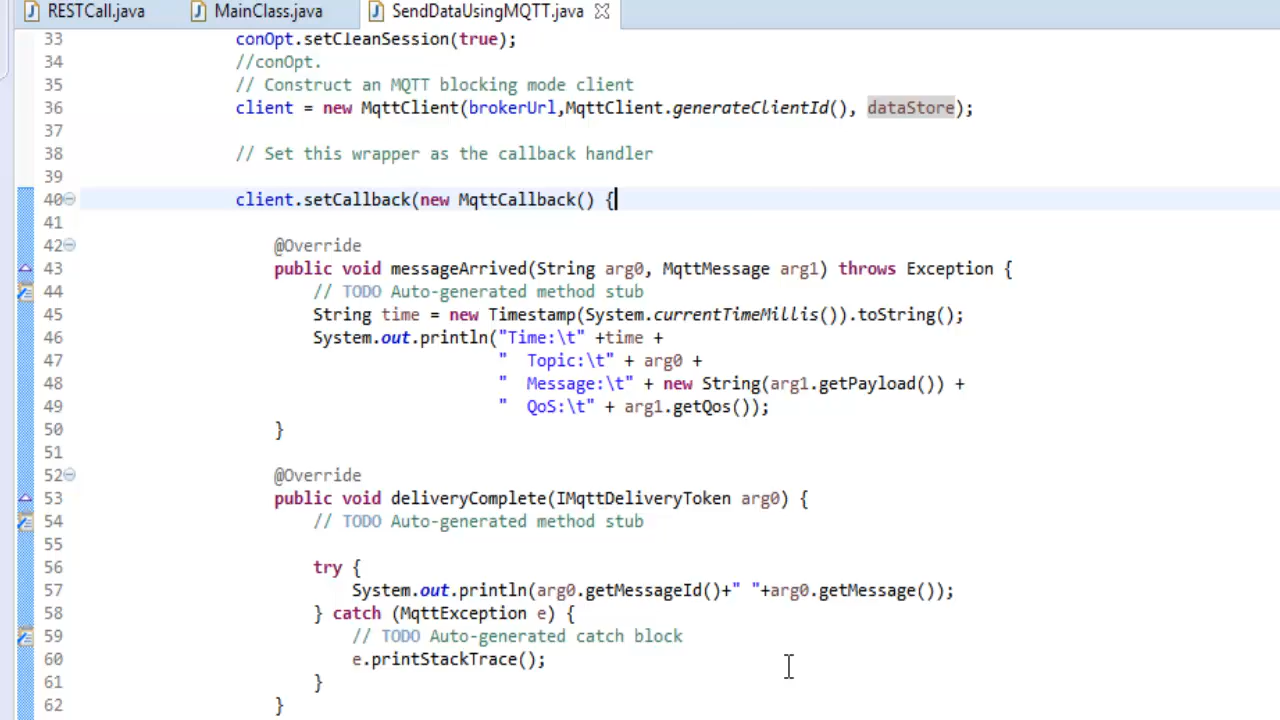 RESTCall.java MainClass.java SendDataUsingMQTT.java
33 conOpt.setCleanSession(true);
34 //conOpt.
35 // Construct an MQTT blocking mode client
36 client = new MqttClient(brokerUrl,MqttClient.generateClientId(), dataStore);
37
38 // Set this wrapper as the callback handler
39
40 client.setCallback(new MqttCallback() {
41
42 @Override
43 public void messageArrived(String arg0, MqttMessage arg1) throws Exception {
44 // TODO Auto-generated method stub
45 String time = new Timestamp(System.currentTimeMillis()).toString();
46 System.out.println("Time:\t" +time +
47 "  Topic:\t" + arg0 +
48 "  Message:\t" + new String(arg1.getPayload()) +
49 "  QoS:\t" + arg1.getQos());
50 }
51
52 @Override
53 public void deliveryComplete(IMqttDeliveryToken arg0) {
54 // TODO Auto-generated method stub
55
56 try {
57 System.out.println(arg0.getMessageId()+" "+arg0.getMessage());
58 } catch (MqttException e) {
59 // TODO Auto-generated catch block
60 e.printStackTrace();
61 }
62 }